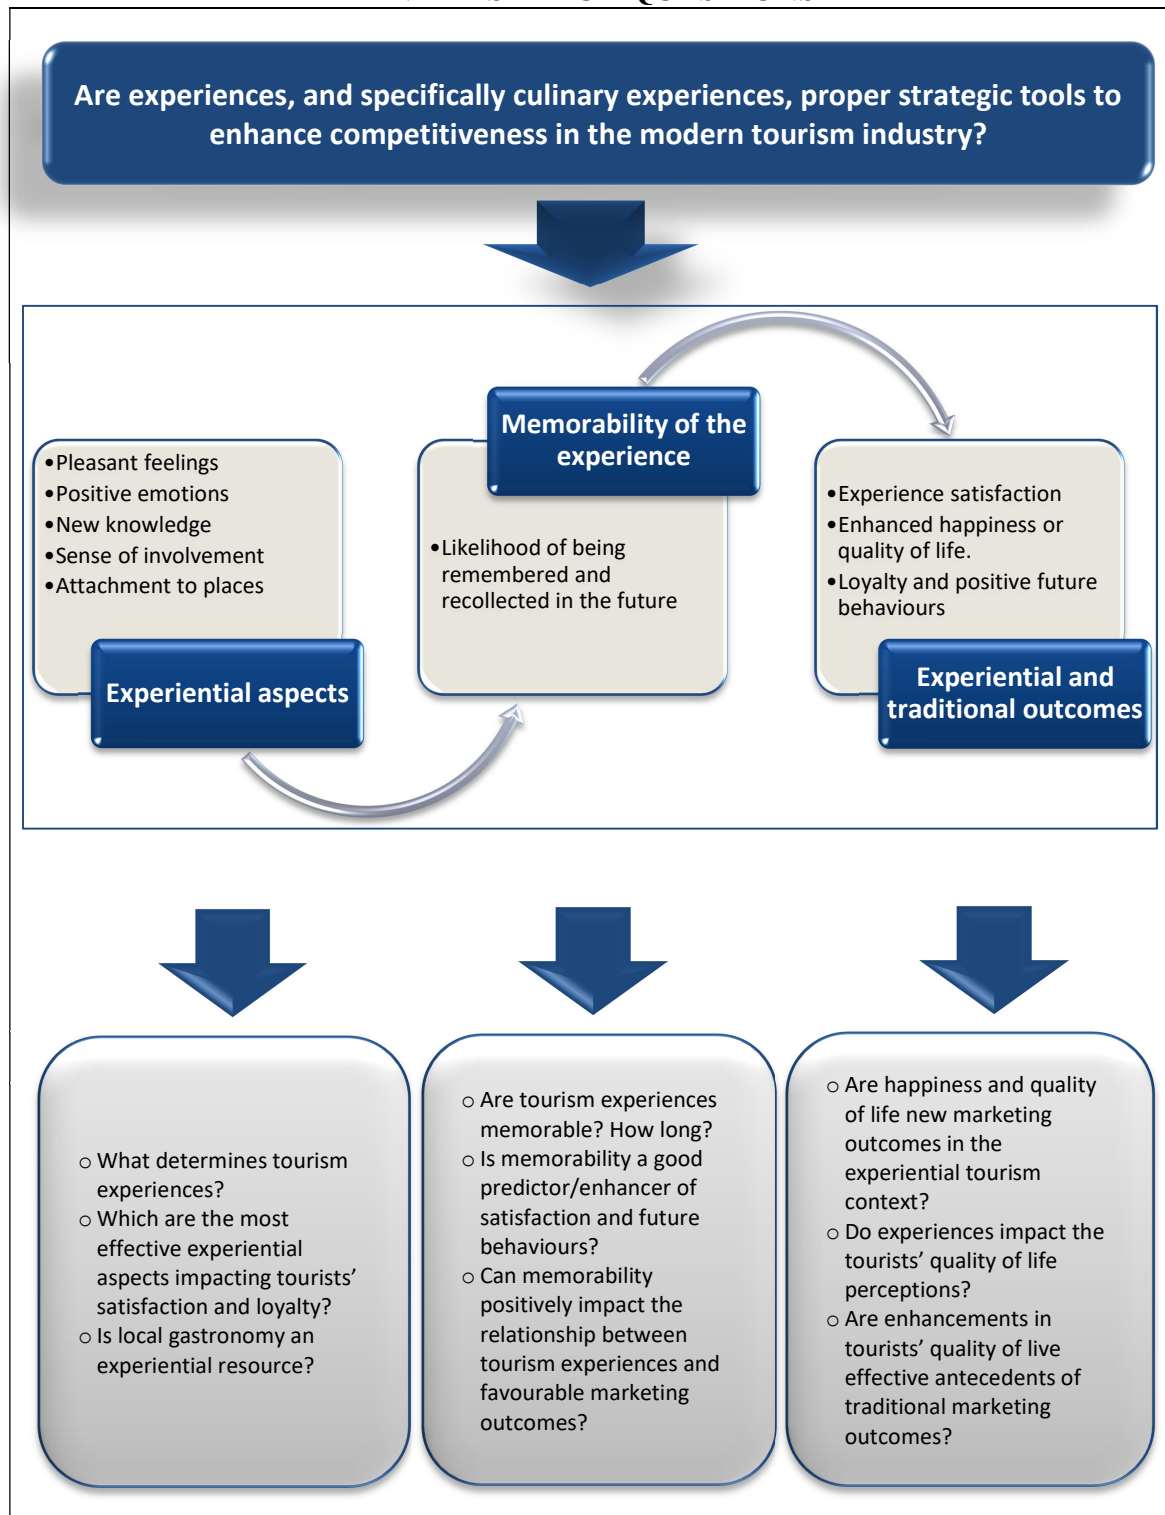 Are experiences, and specifically culinary experiences, proper strategic tools to
enhance competitiveness in the modern tourism industry?
•Pleasant feelings
•Positive emotions
•New knowledge
•Sense of involvement
•Attachment to places
Experiential aspects
Memorability of the
experience
•Likelihood of being
remembered and
recollected in the future
•Experience satisfaction
•Enhanced happiness or
quality of life.
•Loyalty and positive future
behaviours
Experiential and
traditional outcomes
o What determines tourism
experiences?
o Which are the most
effective experiential
aspects impacting tourists’
satisfaction and loyalty?
o Is local gastronomy an
experiential resource?
o Are tourism experiences
memorable? How long?
o Is memorability a good
predictor/enhancer of
satisfaction and future
behaviours?
o Can memorability
positively impact the
relationship between
tourism experiences and
favourable marketing
outcomes?
o Are happiness and quality
of life new marketing
outcomes in the
experiential tourism
context?
o Do experiences impact the
tourists’ quality of life
perceptions?
o Are enhancements in
tourists’ quality of live
effective antecedents of
traditional marketing
outcomes?